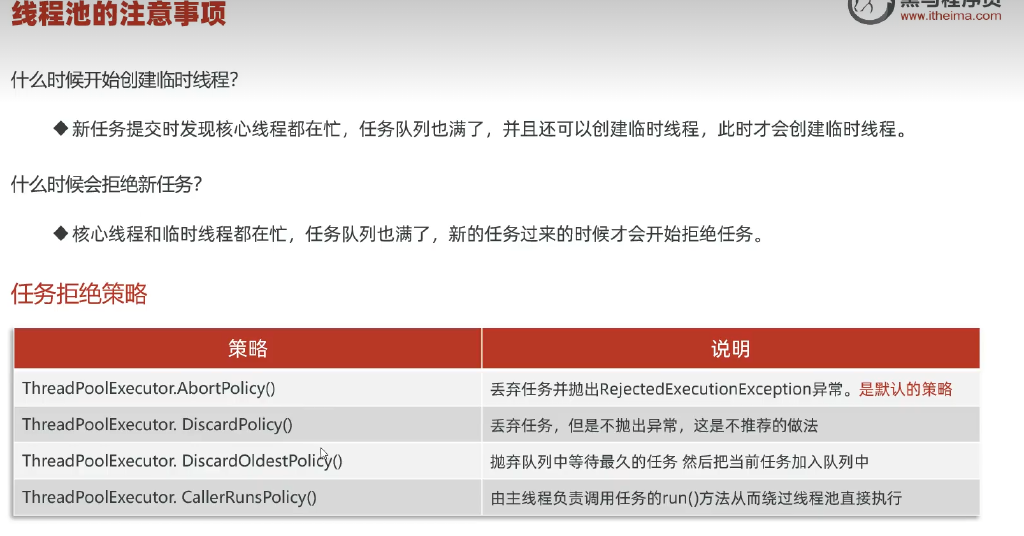 线程池的注意事项
www.itheima.com
什么时候开始创建临时线程?
◆新任务提交时发现核心线程都在忙，任务队列也满了，并且还可以创建临时线程，此时才会创建临时线程。
什么时候会拒绝新任务?
◆核心线程和临时线程都在忙，任务队列也满了，新的任务过来的时候才会开始拒绝任务。
任务拒绝策略
策略 说明
ThreadPoolExecutor.AbortPolicy() 丢弃任务并抛出RejectedExecutionException异常。是默认的策略
ThreadPoolExecutor. DiscardPolicy() 丢弃任务，但是不抛出异常，这是不推荐的做法
ThreadPoolExecutor. DiscardOldestPolicy() 抛弃队列中等待最久的任务 然后把当前任务加入队列中
ThreadPoolExecutor. CallerRunsPolicy() 由主线程负责调用任务的run()方法从而绕过线程池直接执行